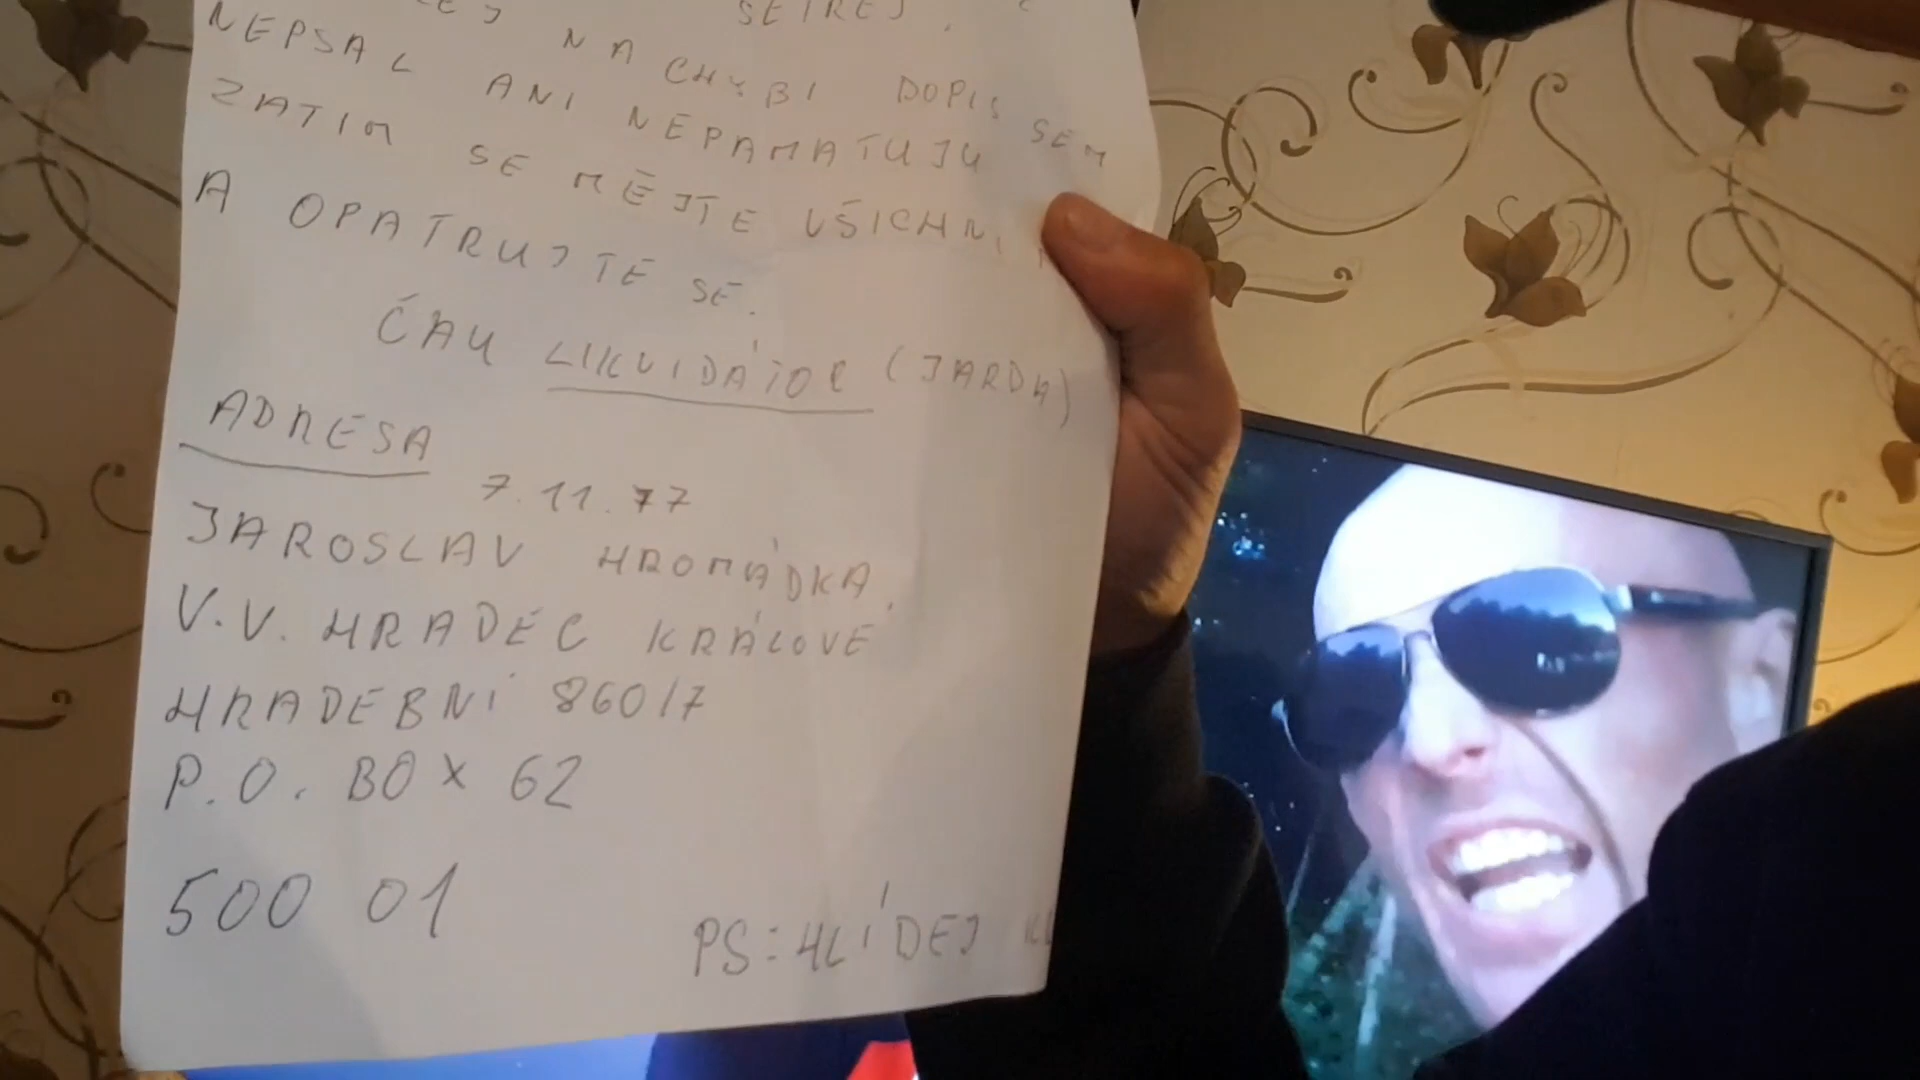 SETREJ.
NA CHYBI DOPIS SEM
NEPSAL ANI NEPAMATUJU
ZATIM SE MĚJTE VŠICHNI
A OPATRUJTE SE.
ČAU LIKVIDÁTOR (JARDA)
ADRESA
7.11.77
JAROSLAV HROMÁDKA,
V.V. HRADEC KRÁLOVÉ
HRADEBNÍ 860/7
P.O. BOX 62
500 01
PS: HLÍDEJ